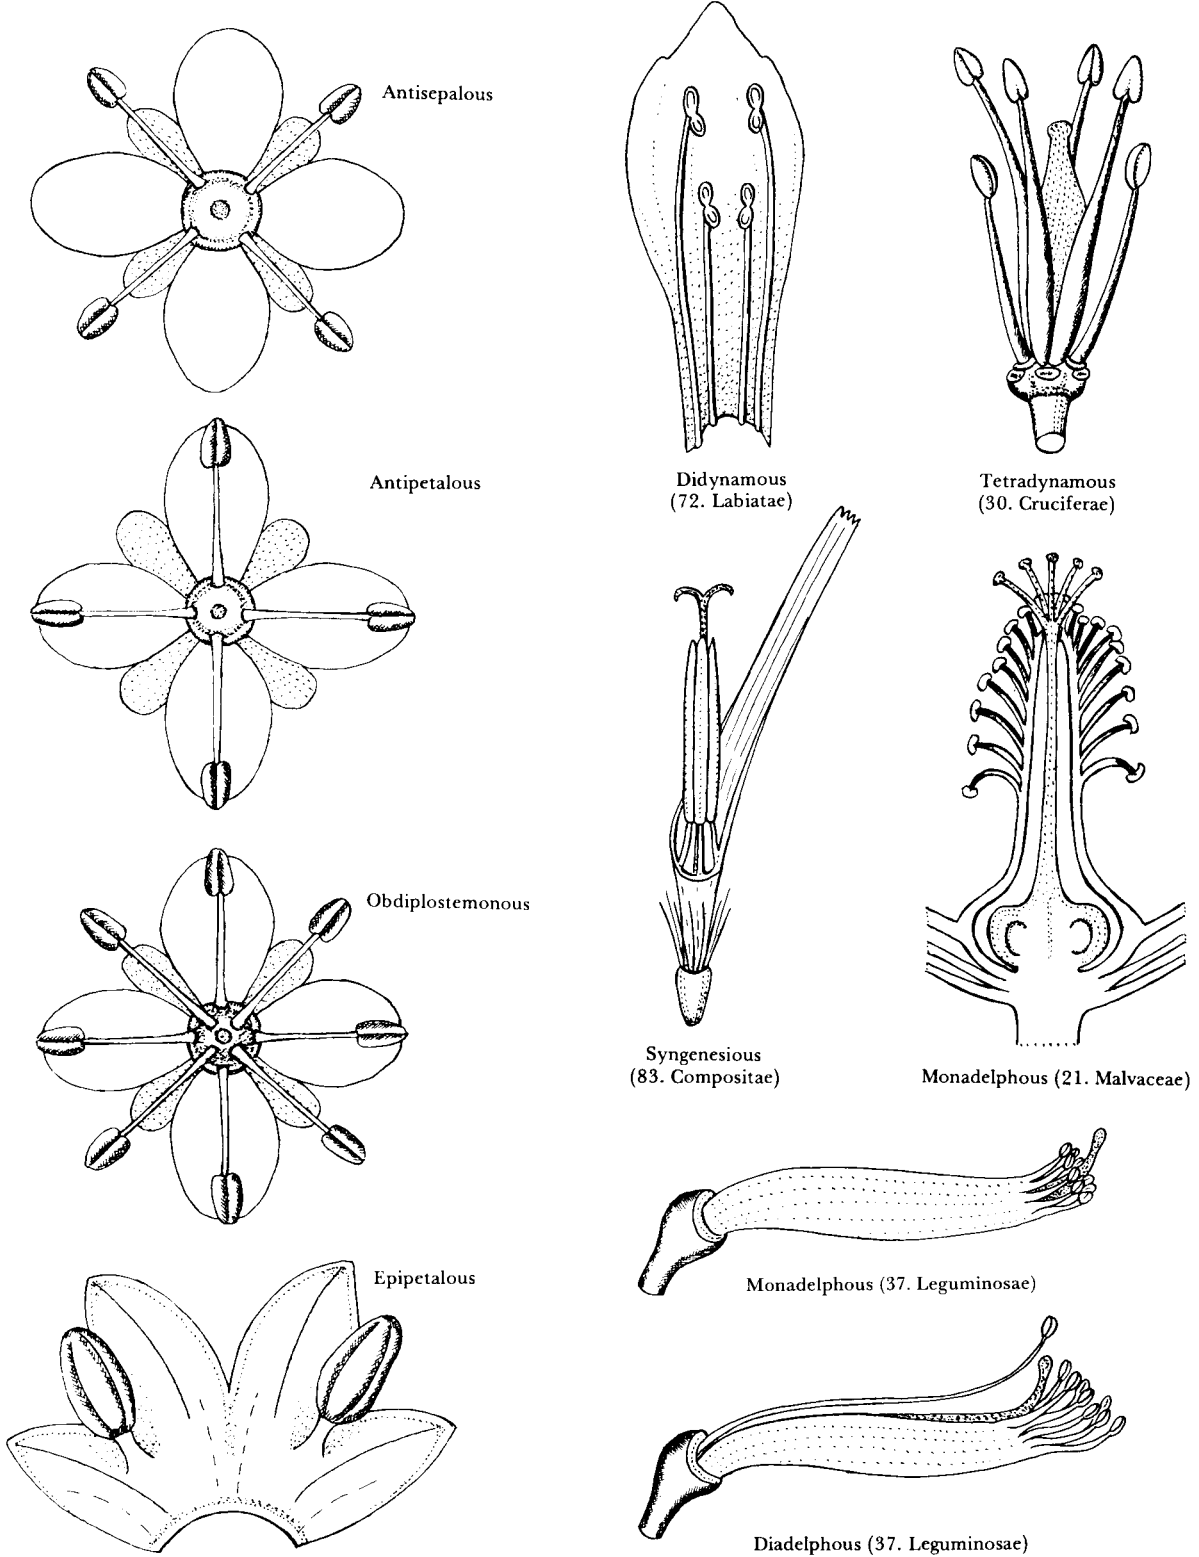 Antisepalous
Antipetalous
Obdiplostemonous
Epipetalous
Didynamous
(72. Labiatae)
Tetradynamous
(30. Cruciferae)
Syngenesious
(83. Compositae)
Monadelphous (21. Malvaceae)
Monadelphous (37. Leguminosae)
Diadelphous (37. Leguminosae)